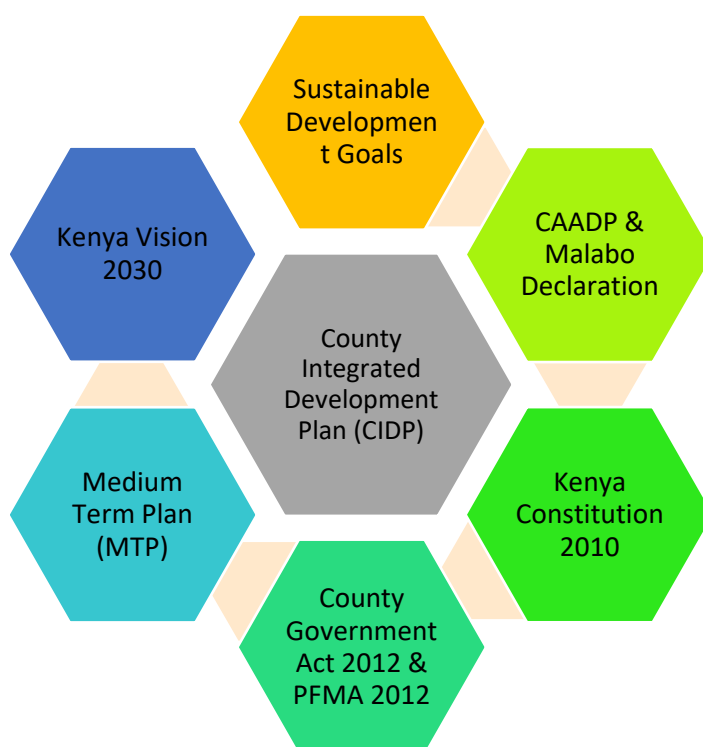 Sustainable
Developmen
t Goals
Kenya Vision
2030
CAADP &
Malabo
Declaration
County
Integrated
Development
Plan (CIDP)
Medium
Term Plan
(MTP)
Kenya
Constitution
2010
County
Government
Act 2012 &
PFMA 2012